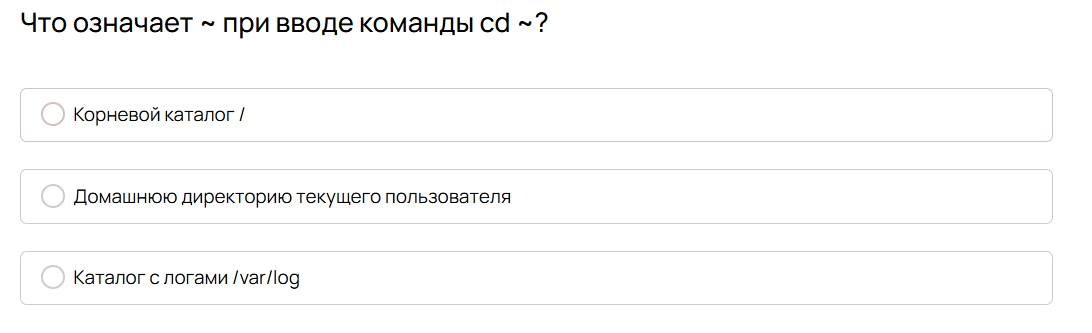 Что означает ~ при вводе команды cd ~?
Корневой каталог /
Домашнюю директорию текущего пользователя
Каталог с логами /var/log